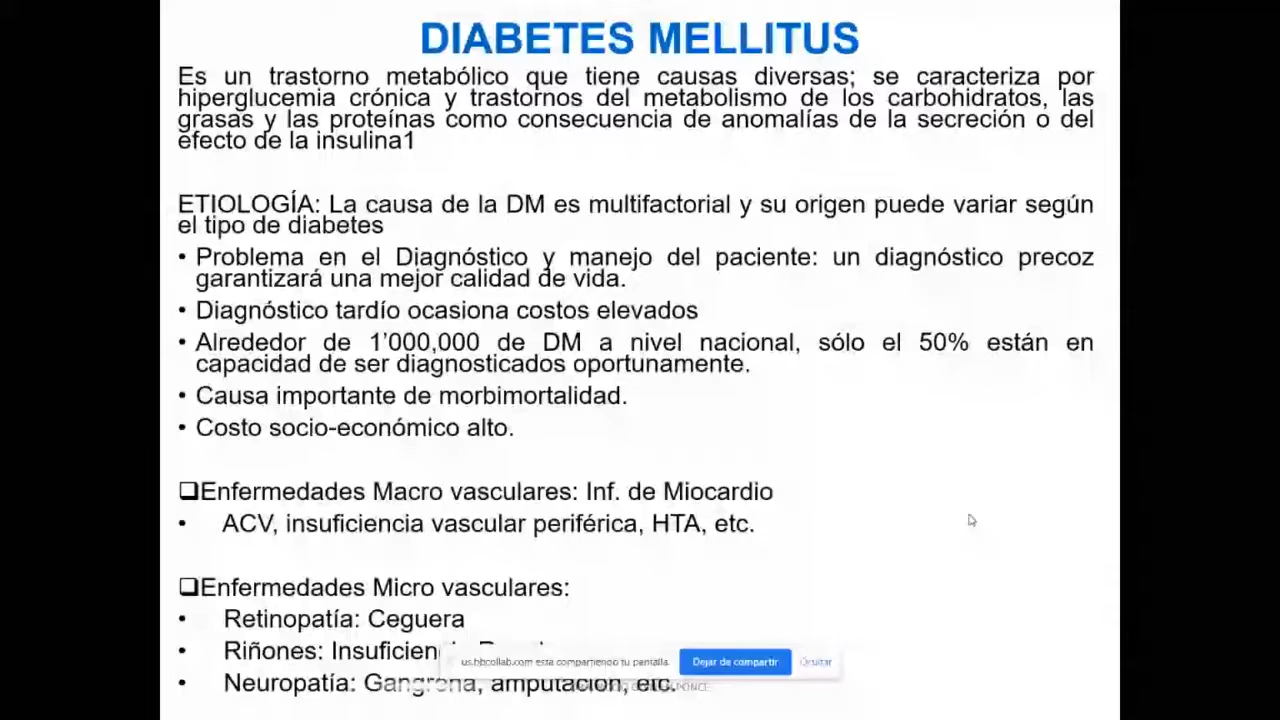 DIABETES MELLITUS
Es un trastorno metabólico que tiene causas diversas; se caracteriza por
hiperglucemia crónica y trastornos del metabolismo de los carbohidratos, las
grasas y las proteínas como consecuencia de anomalías de la secreción o del
efecto de la insulina1
ETIOLOGÍA: La causa de la DM es multifactorial y su origen puede variar según
el tipo de diabetes
• Problema en el Diagnóstico y manejo del paciente: un diagnóstico precoz
garantizará una mejor calidad de vida.
• Diagnóstico tardío ocasiona costos elevados
• Alrededor de 1’000,000 de DM a nivel nacional, sólo el 50% están en
capacidad de ser diagnosticados oportunamente.
• Causa importante de morbimortalidad.
• Costo socio-económico alto.
❑Enfermedades Macro vasculares: Inf. de Miocardio
• ACV, insuficiencia vascular periférica, HTA, etc.
❑Enfermedades Micro vasculares:
• Retinopatía: Ceguera
• Riñones:
us.bbcollab.com está compartiendo tu pantalla. Dejar de compartir Ocultar
• Neuropatía: Gangrena, amputación, etc.
PONCE